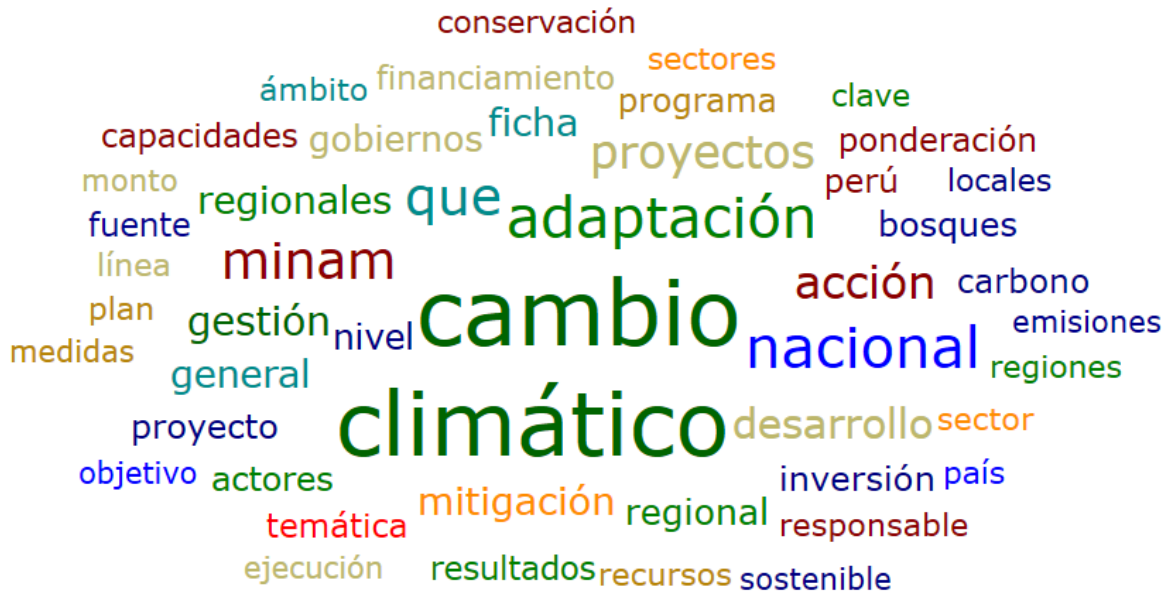 conservación
sectores
ámbito financiamiento
programa clave
capacidades gobiernos ficha
proyectos ponderación
monto regionales que perú locales
fuente adaptación bosques
línea minam acción carbono
plan gestión nivel cambio nacional emisiones
medidas general regiones
proyecto climático desarrollo sector
objetivo actores inversión país
temática mitigación regional responsable
ejecución resultados recursos sostenible